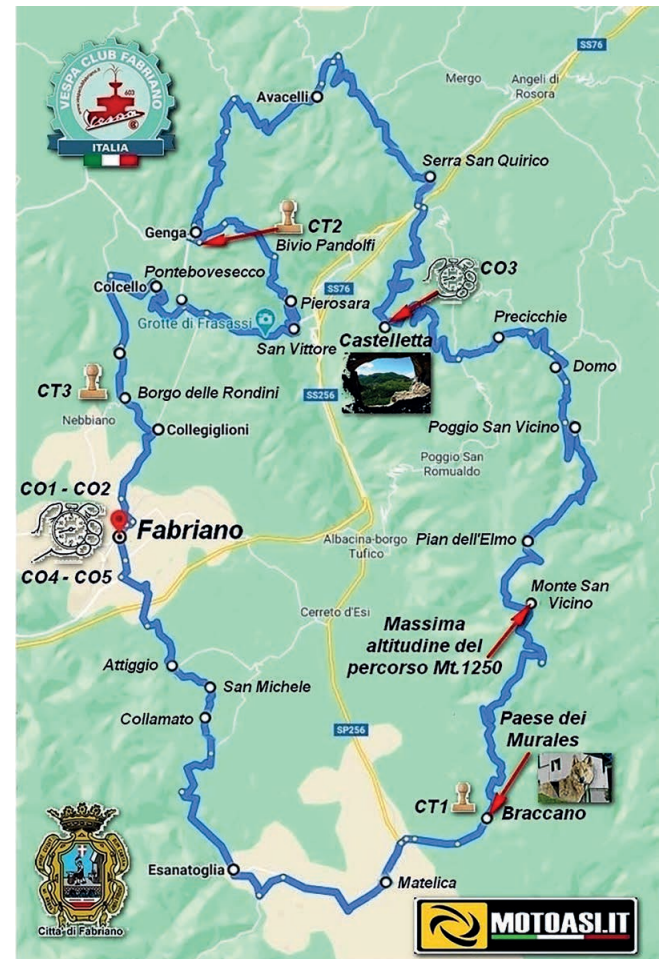 VESPA CLUB FABRIANO
Vespa
ITALIA
SS76
Mergo
Angeli di
Rosora
Avacelli
Serra San Quirico
Genga
CT2
Bivio Pandolfi
CO3
Pontebovesecco
Colcello
SS76
Pierosara
Grotte di Frasassi
San Vittore
Castelletta
Precicchie
Domo
CT3
Borgo delle Rondini
SS256
Nebbiano
Collegiglioni
Poggio San Vicino
Poggio San
Romualdo
CO1 - CO2
Fabriano
CO4 - CO5
Albacina-borgo
Tufico
Pian dell'Elmo
Monte San
Vicino
Cerreto d'Esi
Massima
altitudine del
percorso Mt.1250
Attiggio
San Michele
Collamato
SP256
Paese dei
Murales
CT1
Braccano
Esanatoglia
Matelica
Citta' di Fabriano
MOTOASI.IT